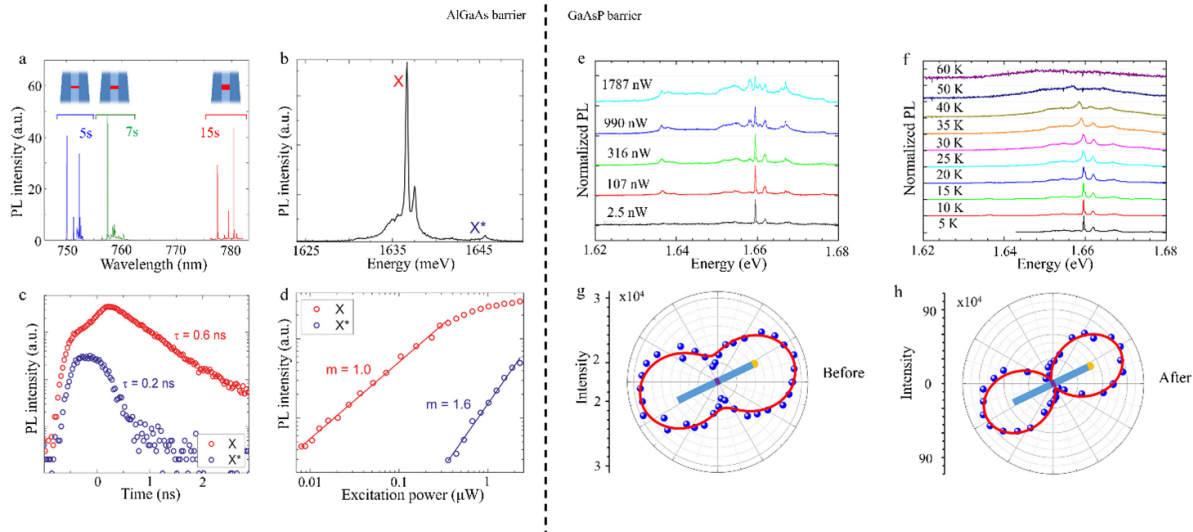 AlGaAs barrier
GaAsP barrier
a
PL intensity (a.u.)
60
50
40
30
20
10
0
5s
7s
15s
750
760
770
780
Wavelength (nm)
b
PL intensity (a.u.)
X
X*
1625
1635
1645
Energy (meV)
c
PL intensity (a.u.)
τ = 0.6 ns
τ = 0.2 ns
X
X*
0
1
2
Time (ns)
d
PL intensity (a.u.)
X
X*
m = 1.0
m = 1.6
0.01
0.1
1
Excitation power (μW)
e
Normalized PL
1787 nW
990 nW
316 nW
107 nW
2.5 nW
1.62
1.64
1.66
1.68
Energy (eV)
f
Normalized PL
60 K
50 K
40 K
35 K
30 K
25 K
20 K
15 K
10 K
5 K
1.62
1.64
1.66
1.68
Energy (eV)
g
x10⁴
Intensity
3
2
2
3
Before
h
x10⁴
Intensity
90
0
90
After